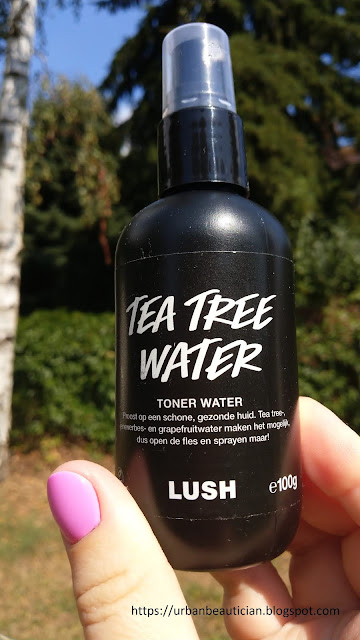 TEA TREE
WATER
TONER WATER
Proost op een schone, gezonde huid. Tea tree-,
jeneverbes- en grapefruitwater maken het mogelijk,
dus open de fles en sprayen maar!
LUSH ℮100g
https://urbanbeautician.blogspot.com/